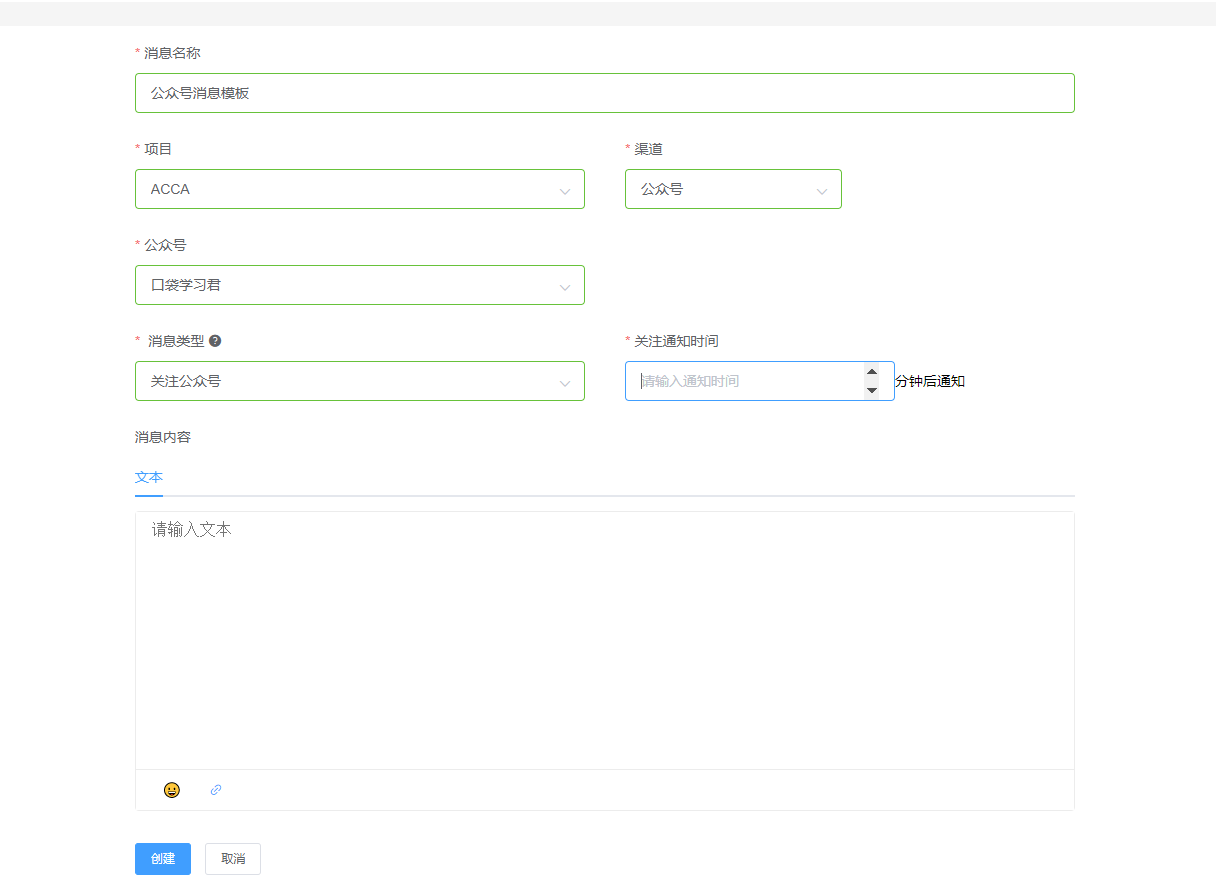 * 消息名称
公众号消息模板
* 项目
* 渠道
ACCA
公众号
* 公众号
口袋学习君
* 消息类型 ?
* 关注通知时间
关注公众号
请输入通知时间
分钟后通知
消息内容
文本
请输入文本
创建
取消